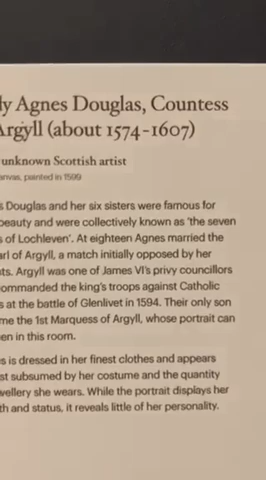 ly Agnes Douglas, Countess
Argyll (about 1574-1607)
unknown Scottish artist
anvas, painted in 1599
s Douglas and her six sisters were famous for
beauty and were collectively known as 'the seven
s of Lochleven'. At eighteen Agnes married the
arl of Argyll, a match initially opposed by her
ts. Argyll was one of James VI's privy councillors
ommanded the king's troops against Catholic
s at the battle of Glenlivet in 1594. Their only son
me the 1st Marquess of Argyll, whose portrait can
en in this room.
s is dressed in her finest clothes and appears
st subsumed by her costume and the quantity
wellery she wears. While the portrait displays her
th and status, it reveals little of her personality.